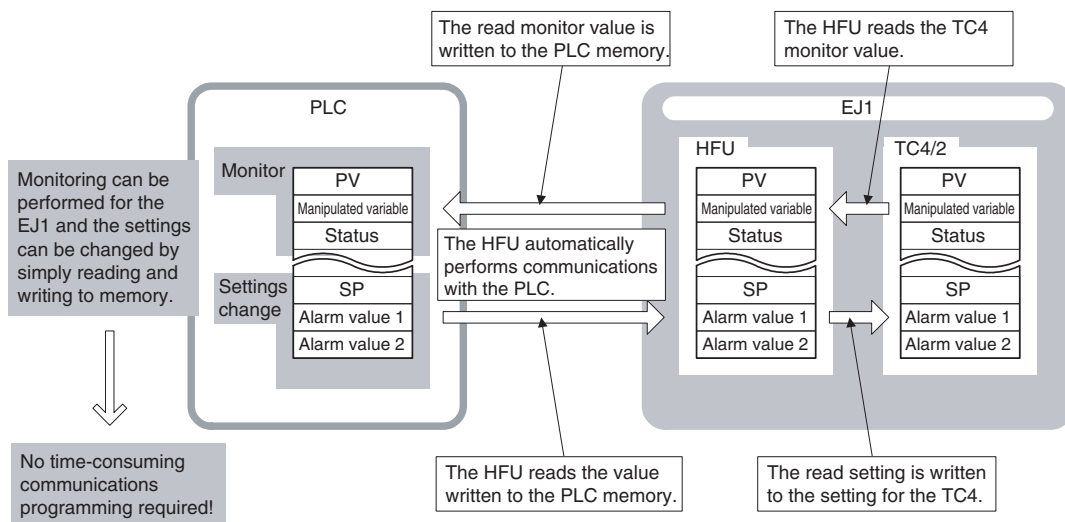 The read monitor value is
written to the PLC memory.
The HFU reads the TC4
monitor value.
PLC
EJ1
Monitoring can be
performed for the
EJ1 and the settings
can be changed by
simply reading and
writing to memory.
Monitor
PV
Manipulated variable
Status
Settings
change
SP
Alarm value 1
Alarm value 2
The HFU automatically
performs communications
with the PLC.
HFU
PV
Manipulated variable
Status
SP
Alarm value 1
Alarm value 2
TC4/2
PV
Manipulated variable
Status
SP
Alarm value 1
Alarm value 2
No time-consuming
communications
programming required!
The HFU reads the value
written to the PLC memory.
The read setting is written
to the setting for the TC4.